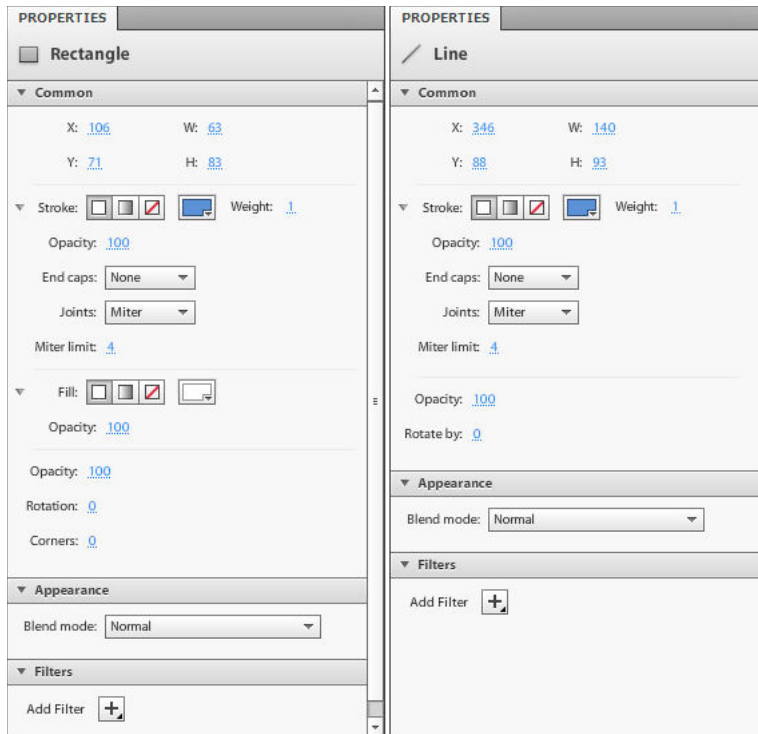 PROPERTIES
Rectangle
Common
X: 106 W: 63
Y: 71 H: 83
Stroke: Weight: 1
Opacity: 100
End caps: None
Joints: Miter
Miter limit: 4
Fill:
Opacity: 100
Opacity: 100
Rotation: 0
Corners: 0
Appearance
Blend mode: Normal
Filters
Add Filter
PROPERTIES
Line
Common
X: 346 W: 140
Y: 88 H: 93
Stroke: Weight: 1
Opacity: 100
End caps: None
Joints: Miter
Miter limit: 4
Opacity: 100
Rotate by: 0
Appearance
Blend mode: Normal
Filters
Add Filter